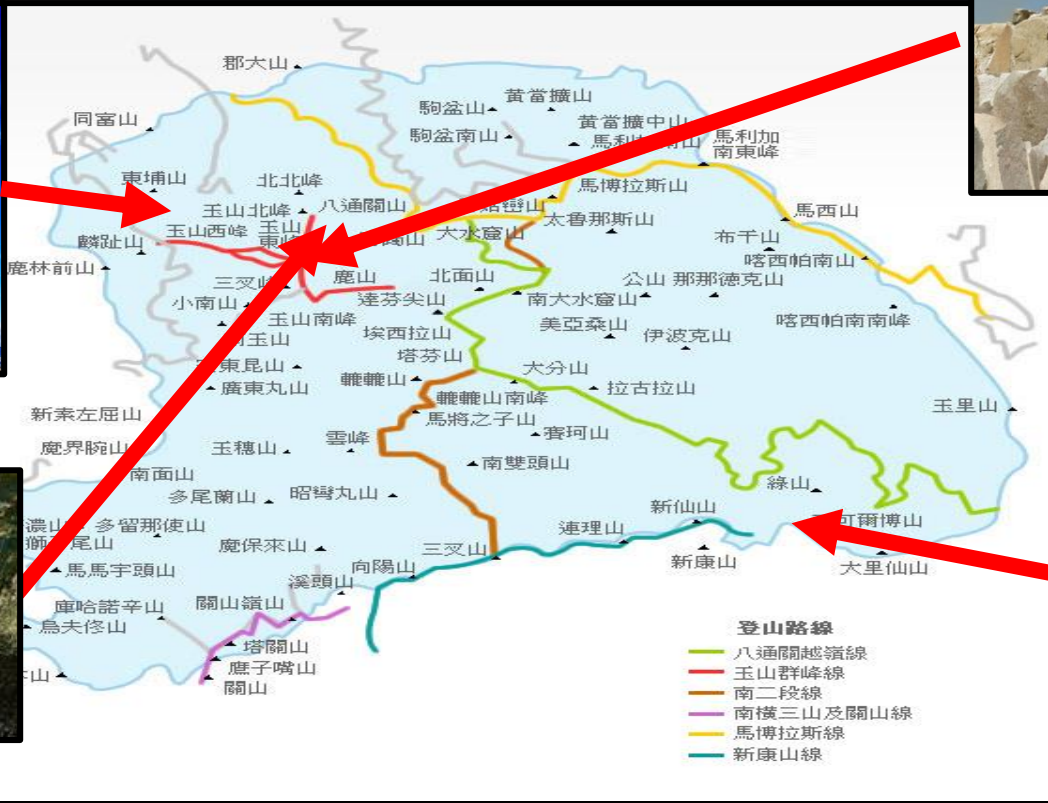 郡大山
黃當擴山
駒盆山
同富山
黃當擴中山
駒盆南山
馬利加
南東峰
東埔山
北北峰
馬博拉斯山
八通關山
玉山北峰
馬西山
太魯那斯山
玉山西峰
玉山
東峰
大水窟山
布干山
麟趾山
喀西帕南山
鹿林前山
鹿山
北面山
公山
那那德克山
小南山
達芬尖山
南大水窟山
玉山南峰
美亞桑山
喀西帕南南峰
埃西拉山
伊波克山
塔芬山
東昆山
大分山
轆轆山
廣東丸山
拉古拉山
轆轆山南峰
玉里山
新素左屈山
馬將之子山
雲峰
賽珂山
魔界腕山
玉穗山
南雙頭山
南面山
綠山
多尾蘭山
昭彎丸山
新仙山
多留那使山
連理山
可爾博山
尾山
魔保來山
三叉山
向陽山
新康山
大里仙山
馬馬宇頭山
溪頭山
庫哈諾辛山
關山嶺山
烏夫佟山
登山路線
塔關山
八通關越嶺線
鷹子嘴山
玉山群峰線
關山
南二段線
南橫三山及關山線
馬博拉斯線
新康山線